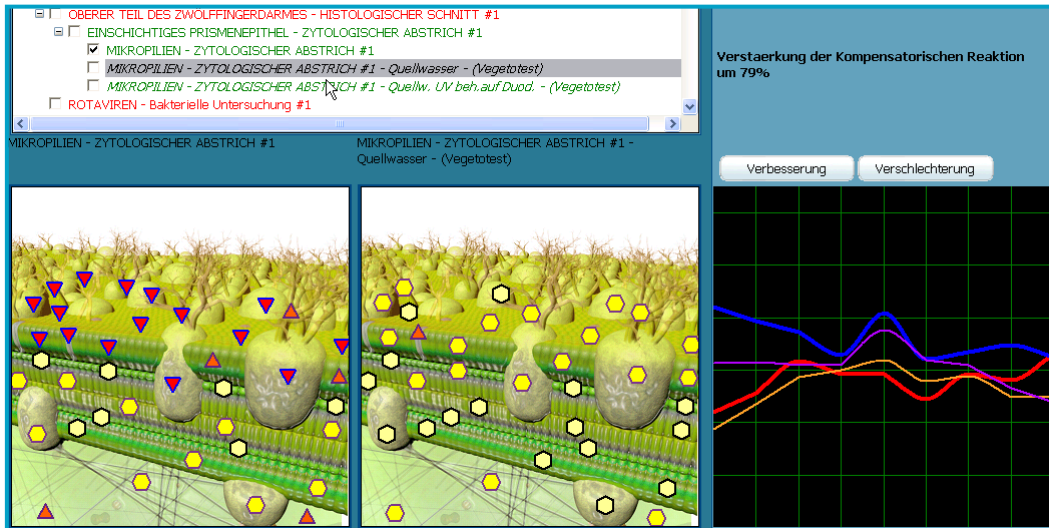 OBERER TEIL DES ZWÖLFFINGERDARMES - HISTOLOGISCHER SCHNITT #1
EINSCHICHTIGES PRISMENEPITHEL - ZYTOLOGISCHER ABSTRICH #1
MIKROPILIEN - ZYTOLOGISCHER ABSTRICH #1
MIKROPILIEN - ZYTOLOGISCHER ABSTRICH #1 - Quellwasser - (Vegetotest)
MIKROPILIEN - ZYTOLOGISCHER ABSTRICH #1 - Quellw. UV beh.auf Duod. - (Vegetotest)
ROTAVIREN - Bakterielle Untersuchung #1
MIKROPILIEN - ZYTOLOGISCHER ABSTRICH #1
MIKROPILIEN - ZYTOLOGISCHER ABSTRICH #1 -
Quellwasser - (Vegetotest)
Verstaerkung der Kompensatorischen Reaktion
um 79%
Verbesserung
Verschlechterung